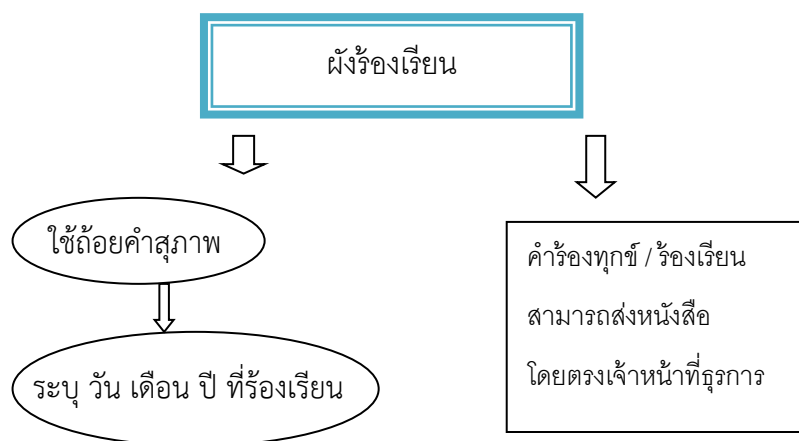 ผังร้องเรียน
ใช้ถ้อยคำสุภาพ
ระบุ วัน เดือน ปี ที่ร้องเรียน
คำร้องทุกข์ / ร้องเรียน
สามารถส่งหนังสือ
โดยตรงเจ้าหน้าที่ธุรการ